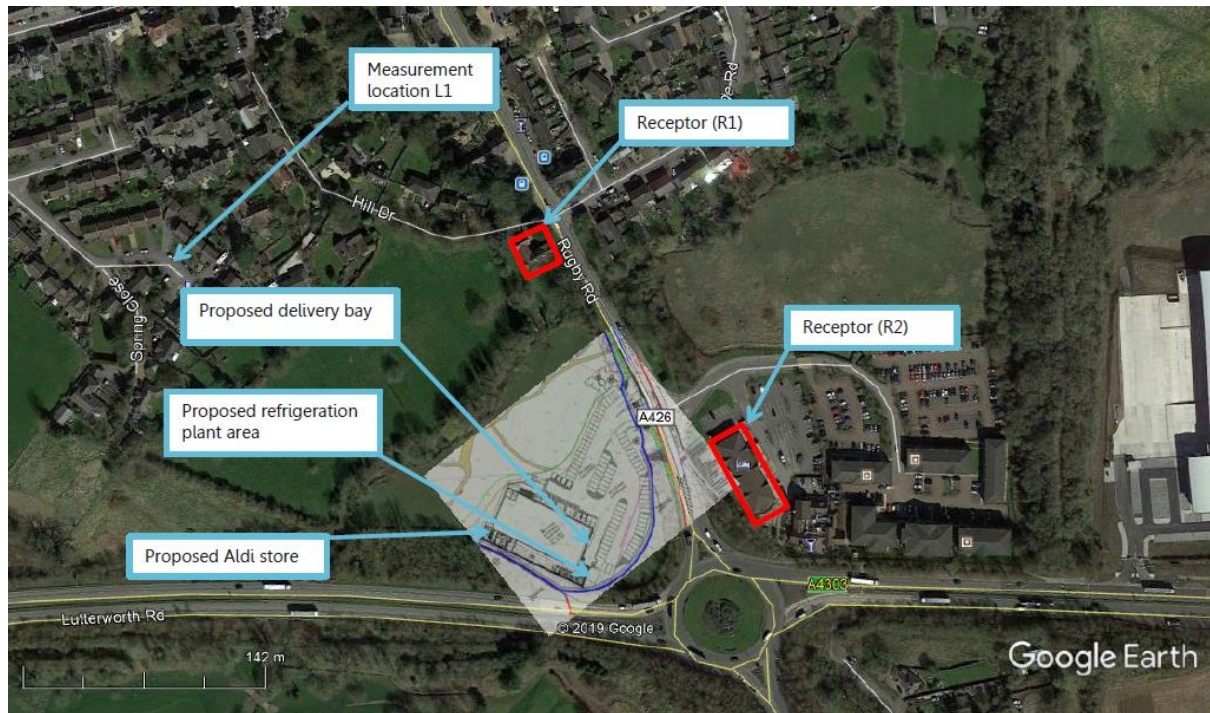 Measurement
location L1
Receptor (R1)
Hill Dr
Rugby Rd
Proposed delivery bay
Receptor (R2)
Spring Close
Proposed refrigeration
plant area
A426
Proposed Aldi store
A4303
Lutterworth Rd
© 2019 Google
142 m
Google Earth